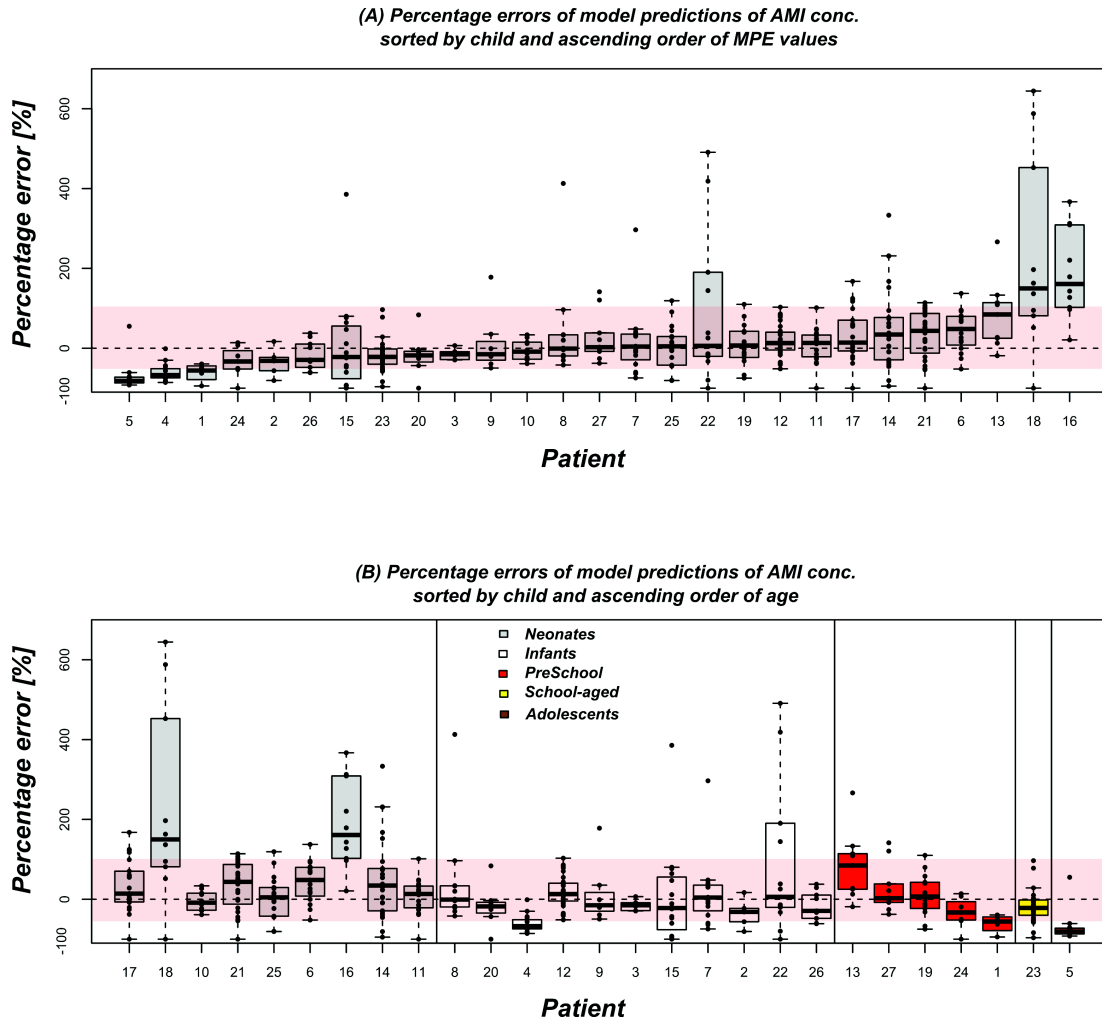 (A) Percentage errors of model predictions of AMI conc.
sorted by child and ascending order of MPE values
Percentage error [%]
600
400
200
0
-100
5 4 1 24 2 26 15 23 20 3 9 10 8 27 7 25 22 19 12 11 17 14 21 6 13 18 16
Patient
(B) Percentage errors of model predictions of AMI conc.
sorted by child and ascending order of age
Percentage error [%]
600
400
200
0
-100
Neonates
Infants
PreSchool
School-aged
Adolescents
17 18 10 21 25 6 16 14 11 8 20 4 12 9 3 15 7 2 22 26 13 27 19 24 1 23 5
Patient